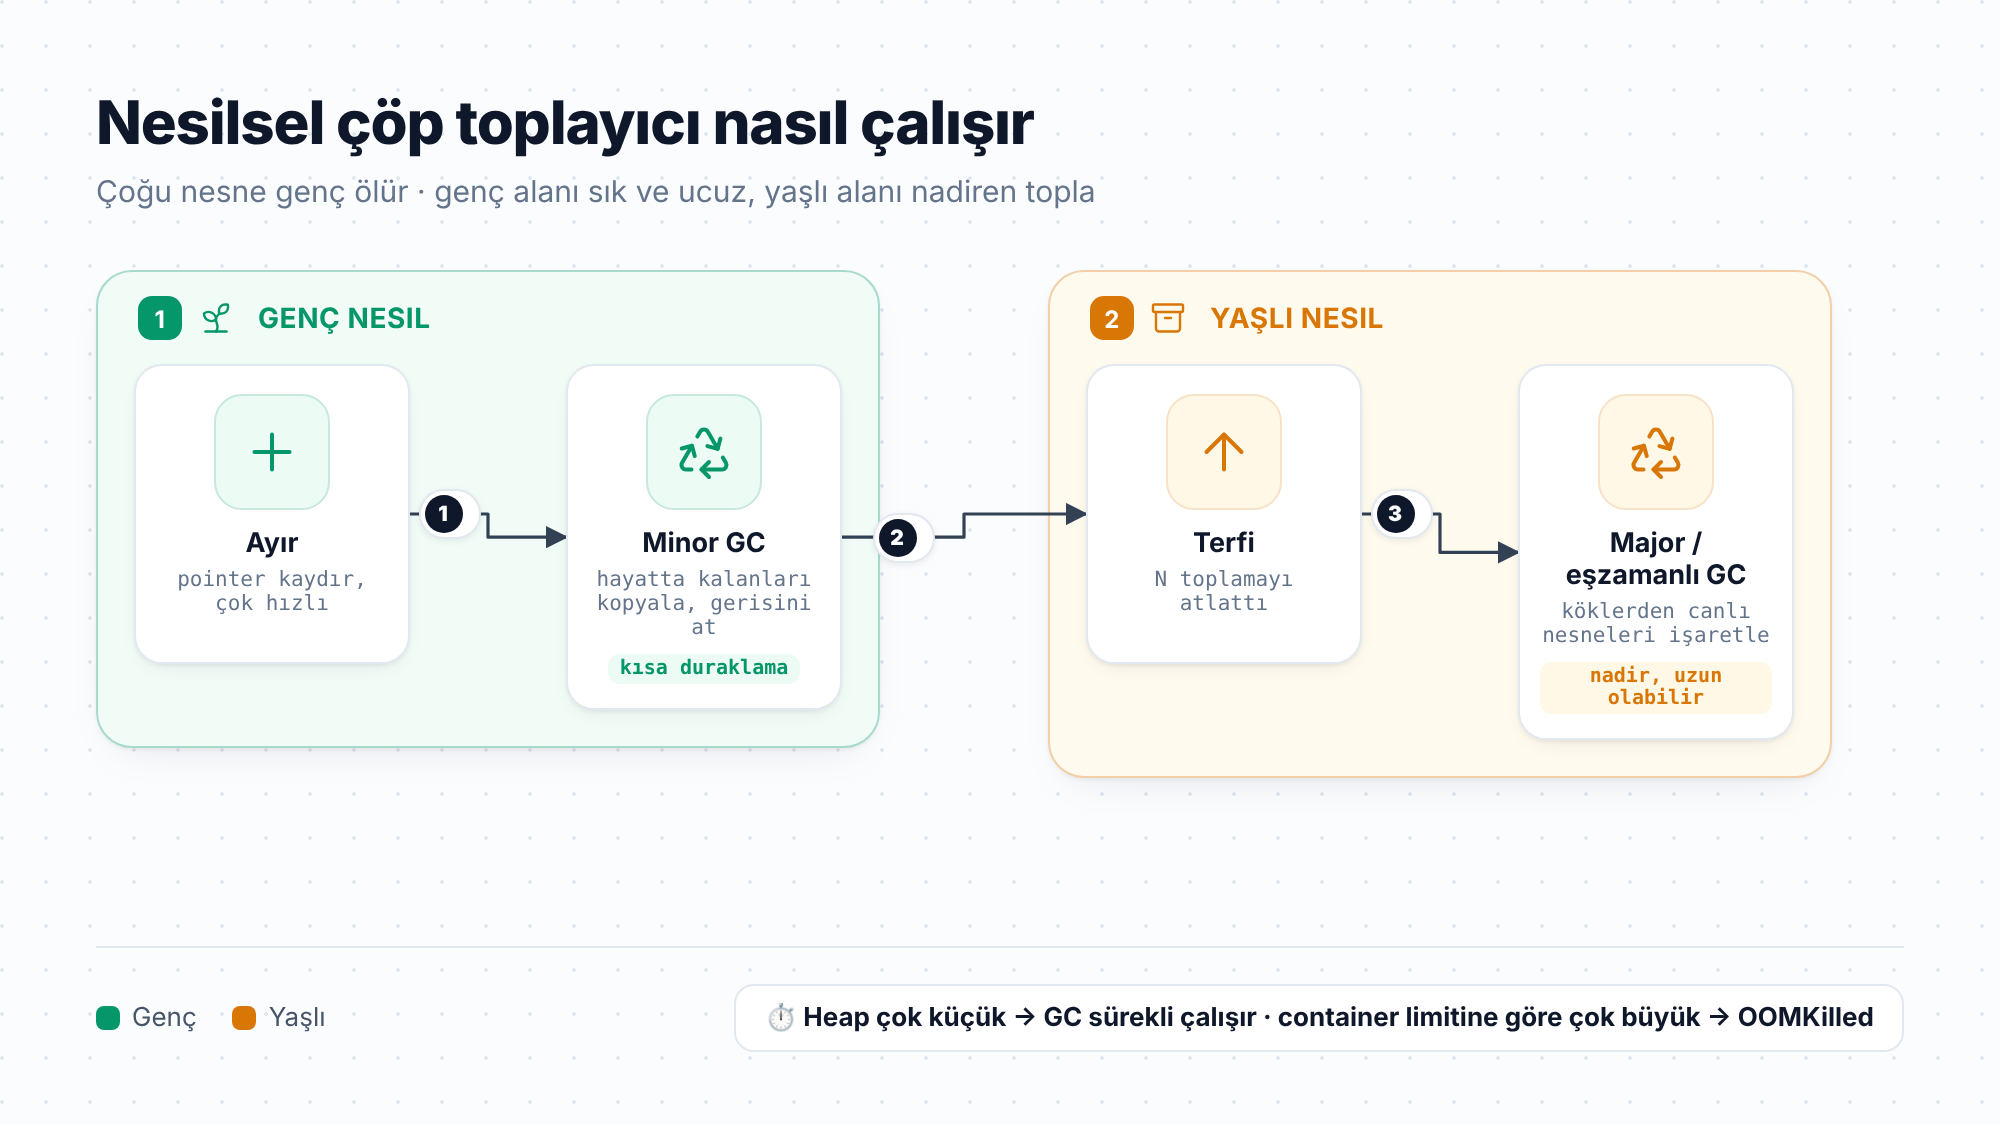 Nesilsel çöp toplayıcı nasıl çalışır
Çoğu nesne genç ölür · genç alanı sık ve ucuz, yaşlı alanı nadiren topla
1 GENÇ NESIL
Ayır
pointer kaydır,
çok hızlı
1
Minor GC
hayatta kalanları
kopyala, gerisini
at
kısa duraklama
2
2 YAŞLI NESIL
Terfi
N toplamayı
atlattı
3
Major /
eşzamanlı GC
köklerden canlı
nesneleri işaretle
nadir, uzun
olabilir
Genç
Yaşlı
⏱️ Heap çok küçük → GC sürekli çalışır · container limitine göre çok büyük → OOMKilled